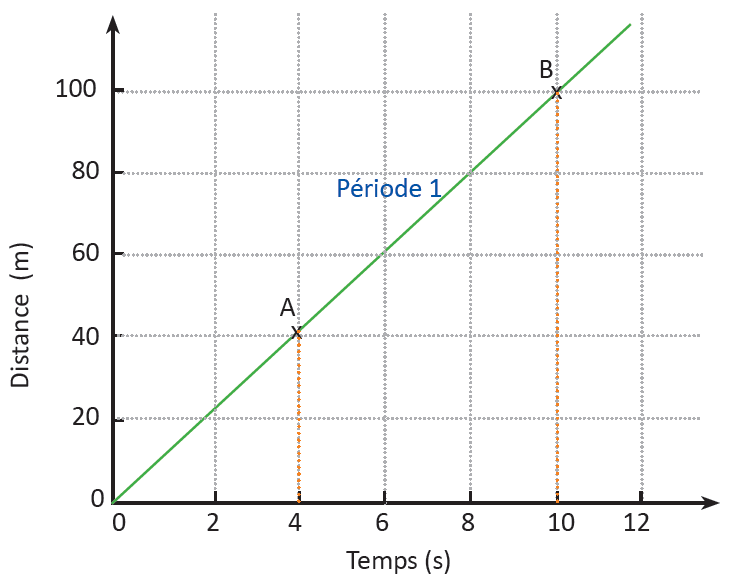 100
80
60
40
20
0
Distance (m)
B
Période 1
A
x
x
0 2 4 6 8 10 12
Temps (s)